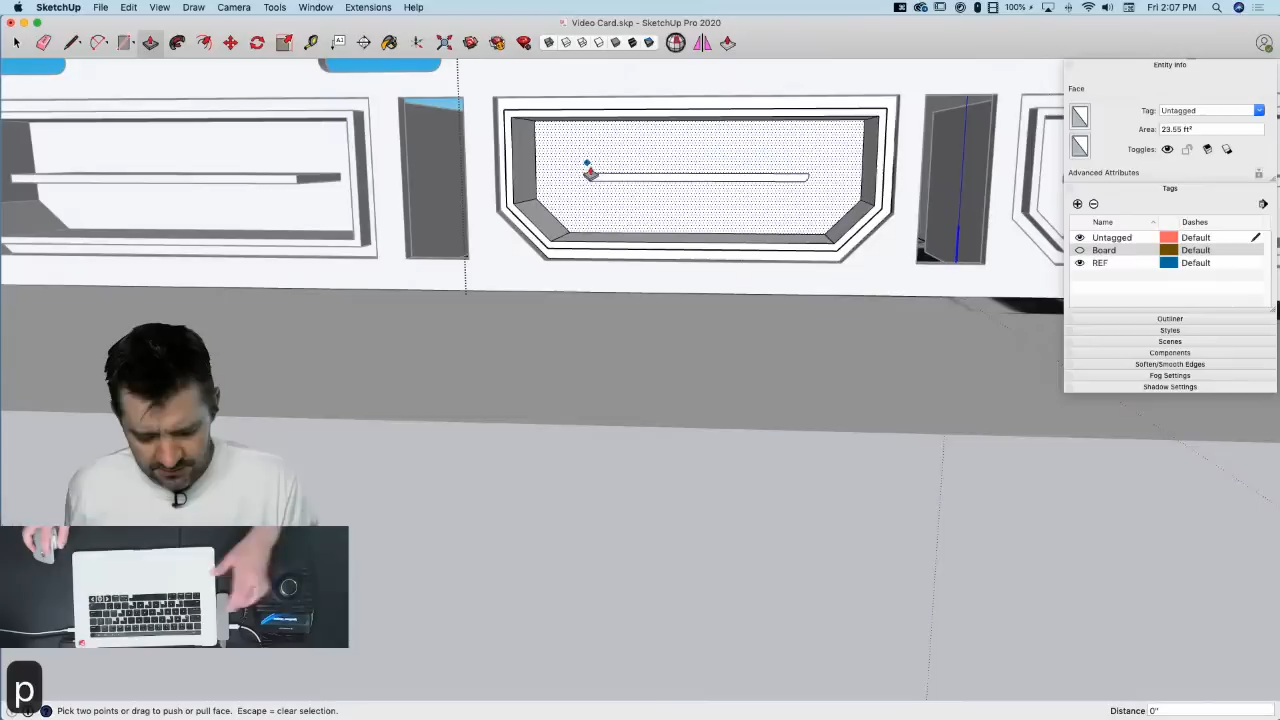 SketchUp File Edit View Draw Camera Tools Window Extensions Help
100% Fri 2:07 PM
Video Card.skp - SketchUp Pro 2020
Entity Info
Face
Tag: Untagged
Area: 23.55 ft²
Toggles:
Advanced Attributes
Tags
Name Dashes
Untagged Default
Board Default
REF Default
Outliner
Styles
Scenes
Components
Soften/Smooth Edges
Fog Settings
Shadow Settings
p
Pick two points or drag to push or pull face. Escape = clear selection.
Distance 0"